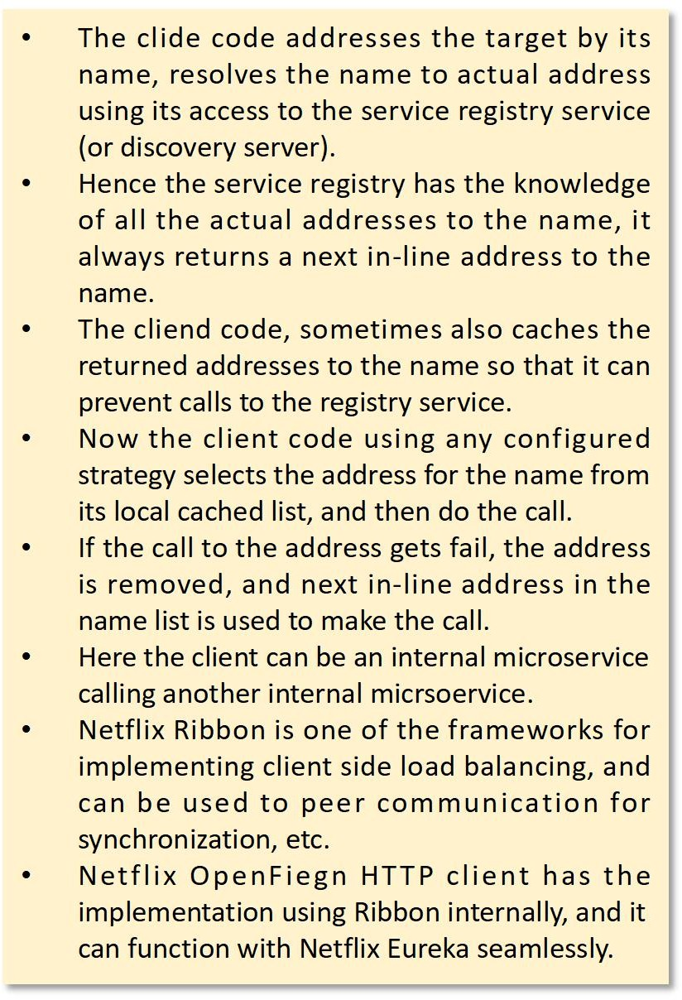 • The clide code addresses the target by its
name, resolves the name to actual address
using its access to the service registry service
(or discovery server).
• Hence the service registry has the knowledge
of all the actual addresses to the name, it
always returns a next in-line address to the
name.
• The cliend code, sometimes also caches the
returned addresses to the name so that it can
prevent calls to the registry service.
• Now the client code using any configured
strategy selects the address for the name from
its local cached list, and then do the call.
• If the call to the address gets fail, the address
is removed, and next in-line address in the
name list is used to make the call.
• Here the client can be an internal microservice
calling another internal micrsoervice.
• Netflix Ribbon is one of the frameworks for
implementing client side load balancing, and
can be used to peer communication for
synchronization, etc.
• Netflix OpenFiegn HTTP client has the
implementation using Ribbon internally, and it
can function with Netflix Eureka seamlessly.